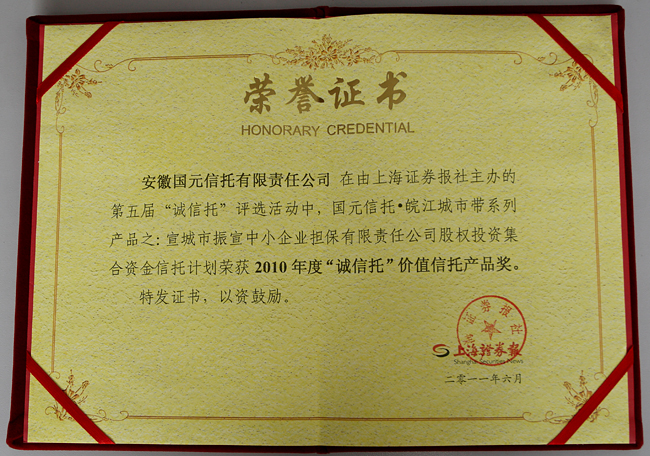 荣誉证书
HONORARY CREDENTIAL
安徽国元信托有限责任公司 在由上海证券报社主办的
第五届“诚信托”评选活动中，国元信托•皖江城市带系列
产品之：宣城市振宣中小企业担保有限责任公司股权投资集
合资金信托计划荣获 2010 年度“诚信托”价值信托产品奖。
特发证书，以资鼓励。
上海證券報
Shanghai Securities News
二零一一年六月